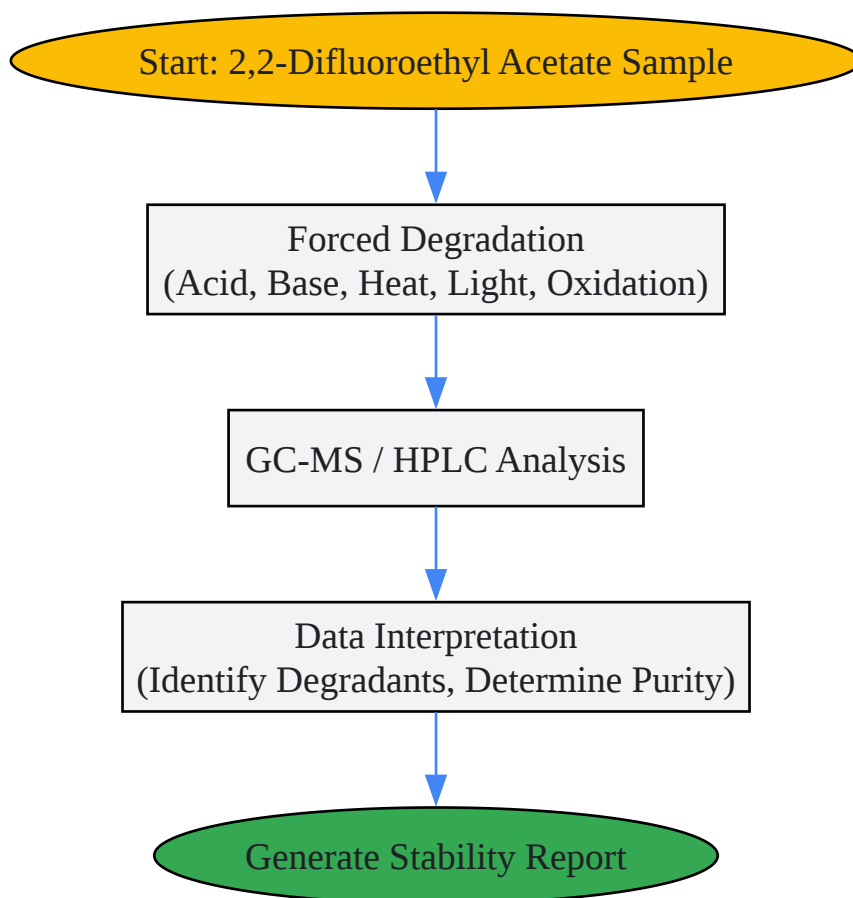 Start: 2,2-Difluoroethyl Acetate Sample
Forced Degradation
(Acid, Base, Heat, Light, Oxidation)
GC-MS / HPLC Analysis
Data Interpretation
(Identify Degradants, Determine Purity)
Generate Stability Report